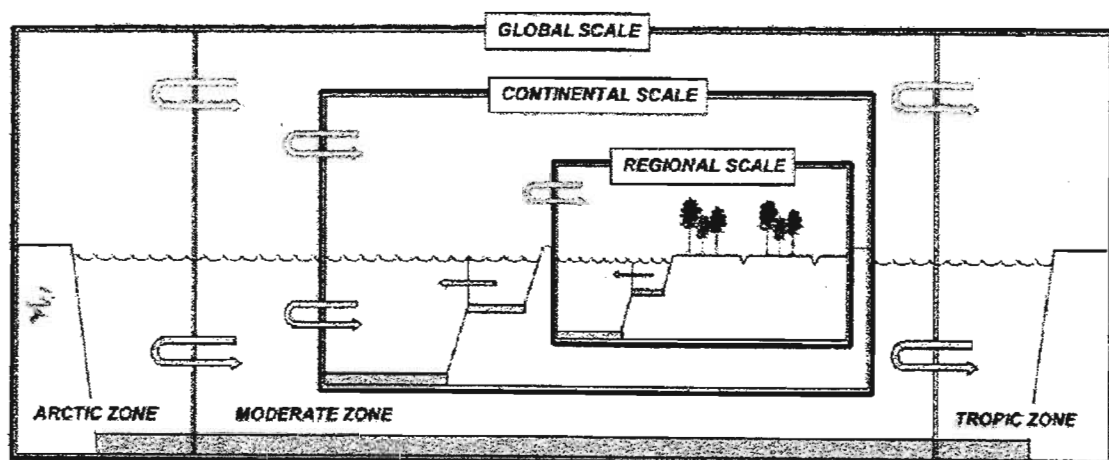 GLOBAL SCALE
CONTINENTAL SCALE
REGIONAL SCALE
ARCTIC ZONE
MODERATE ZONE
TROPIC ZONE